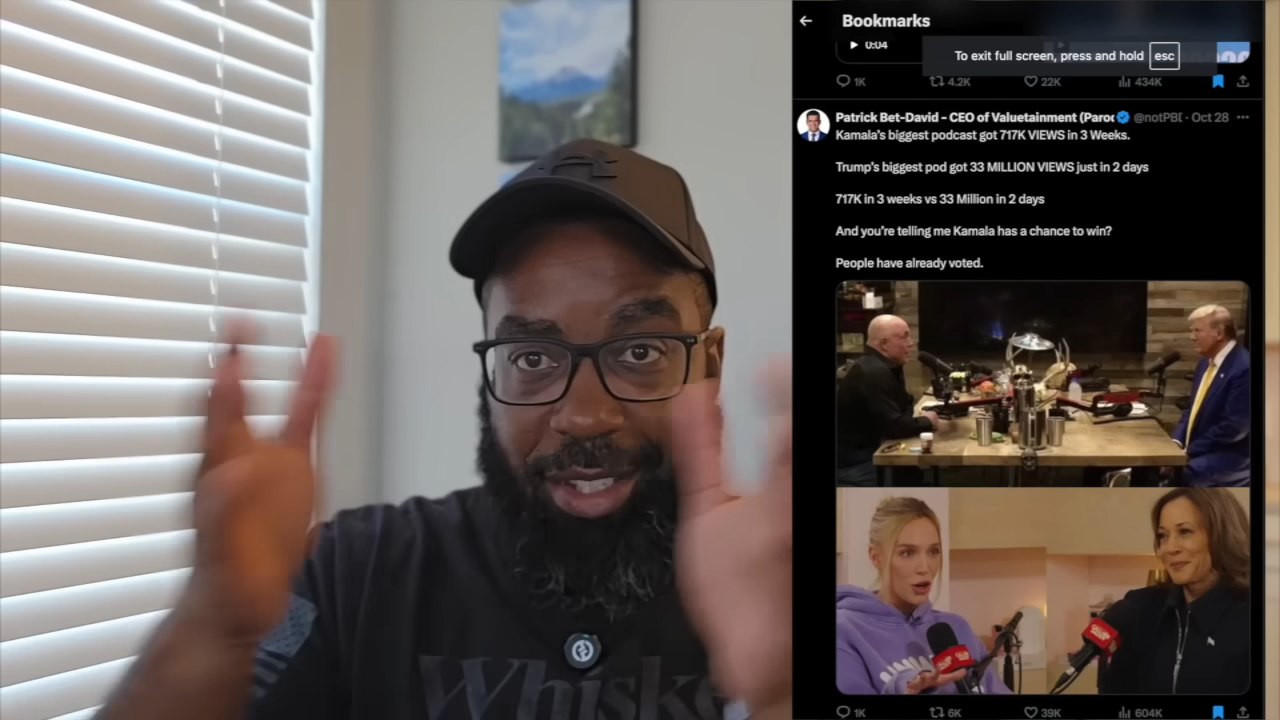 Bookmarks
0:04
To exit full screen, press and hold esc
1K 4.2K 22K 434K
Patrick Bet-David - CEO of Valuetainment (Paroc @notPBD · Oct 28
Kamala's biggest podcast got 717K VIEWS in 3 Weeks.
Trump's biggest pod got 33 MILLION VIEWS just in 2 days
717K in 3 weeks vs 33 Million in 2 days
And you're telling me Kamala has a chance to win?
People have already voted.
1K 6K 39K 604K